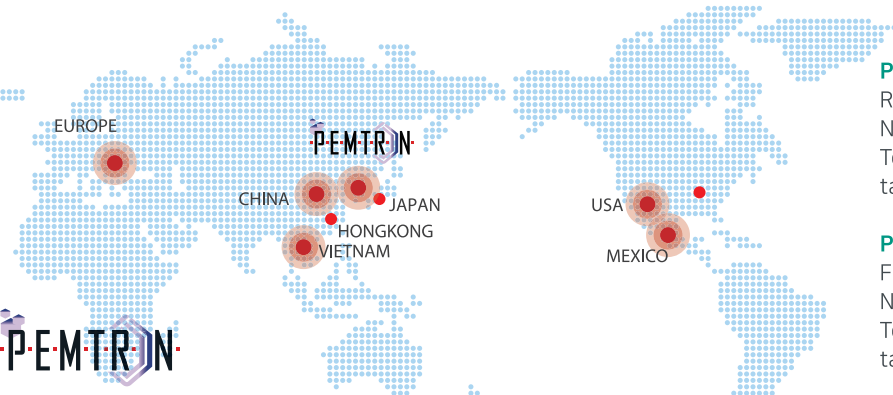 EUROPE
PEMTRON
CHINA
JAPAN
USA
HONGKONG
VIETNAM
MEXICO
PEMTRON